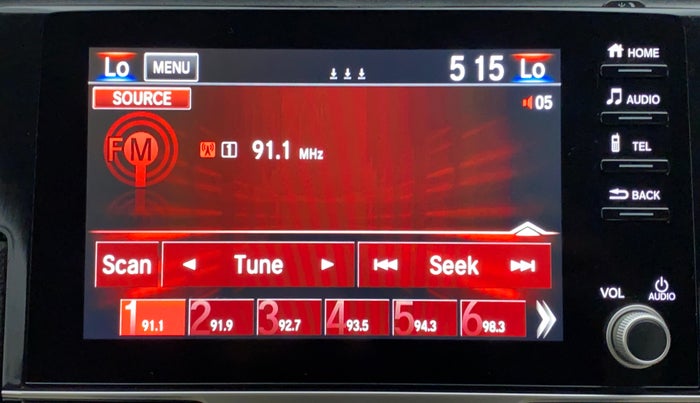 Lo MENU 5 15 Lo
SOURCE 05
FM 1 91.1 MHz
Scan Tune Seek
1 91.1 2 91.9 3 92.7 4 93.5 5 94.3 6 98.3
HOME
AUDIO
TEL
BACK
VOL AUDIO